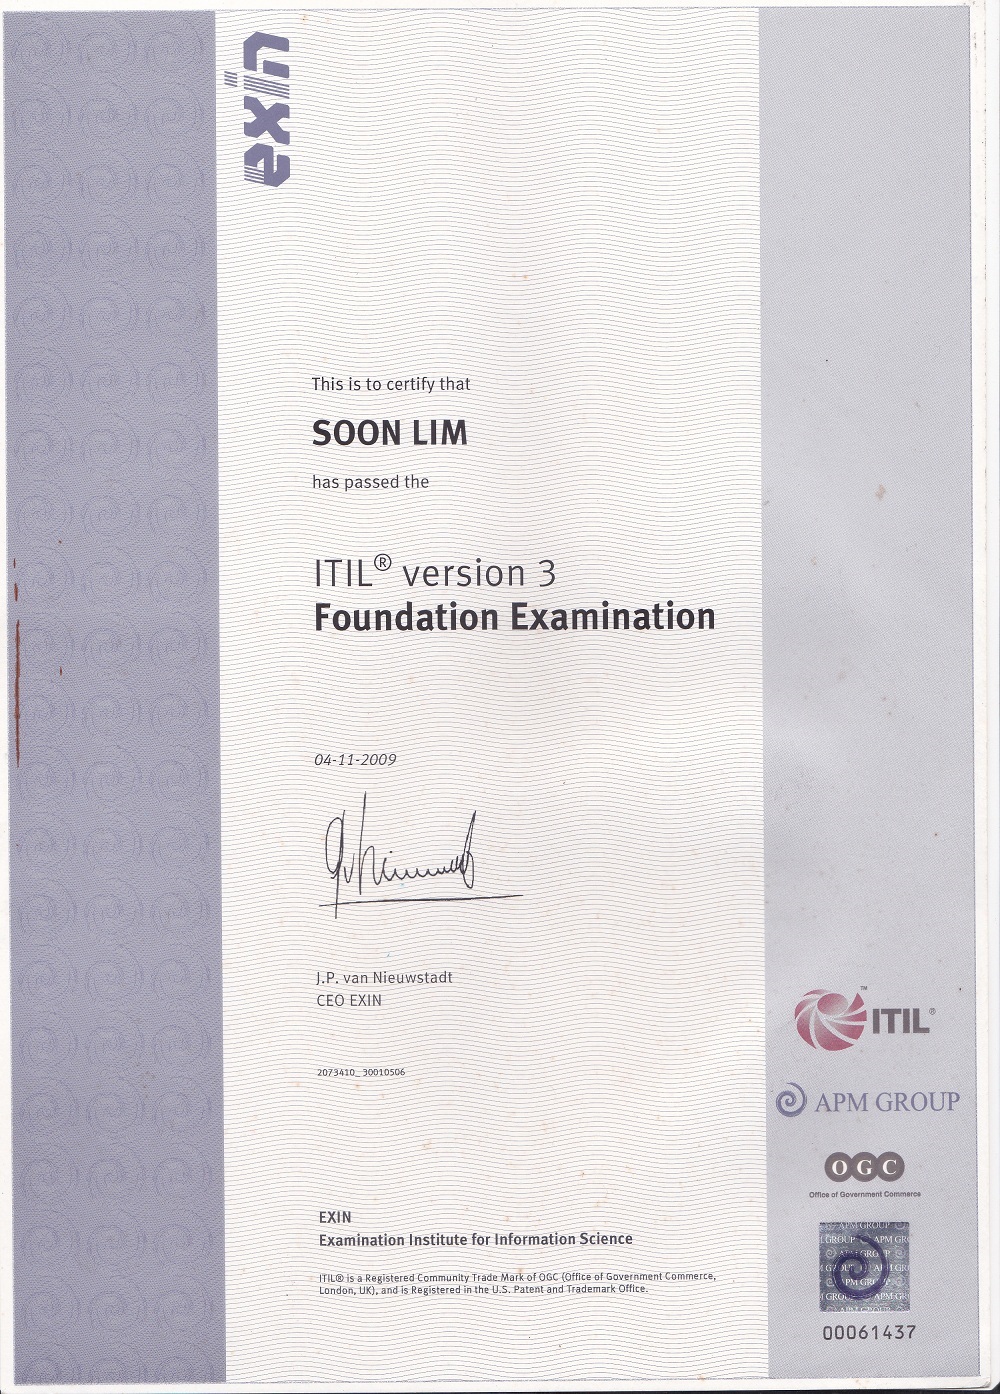 exin
This is to certify that
SOON LIM
has passed the
ITIL® version 3
Foundation Examination
04-11-2009
J.P. van Nieuwstadt
CEO EXIN
2073410_ 30010506
EXIN
Examination Institute for Information Science
ITIL® is a Registered Community Trade Mark of OGC (Office of Government Commerce,
London, UK), and is Registered in the U.S. Patent and Trademark Office.
ITIL®
APM GROUP
OGC
Office of Government Commerce
APM GROUP
00061437